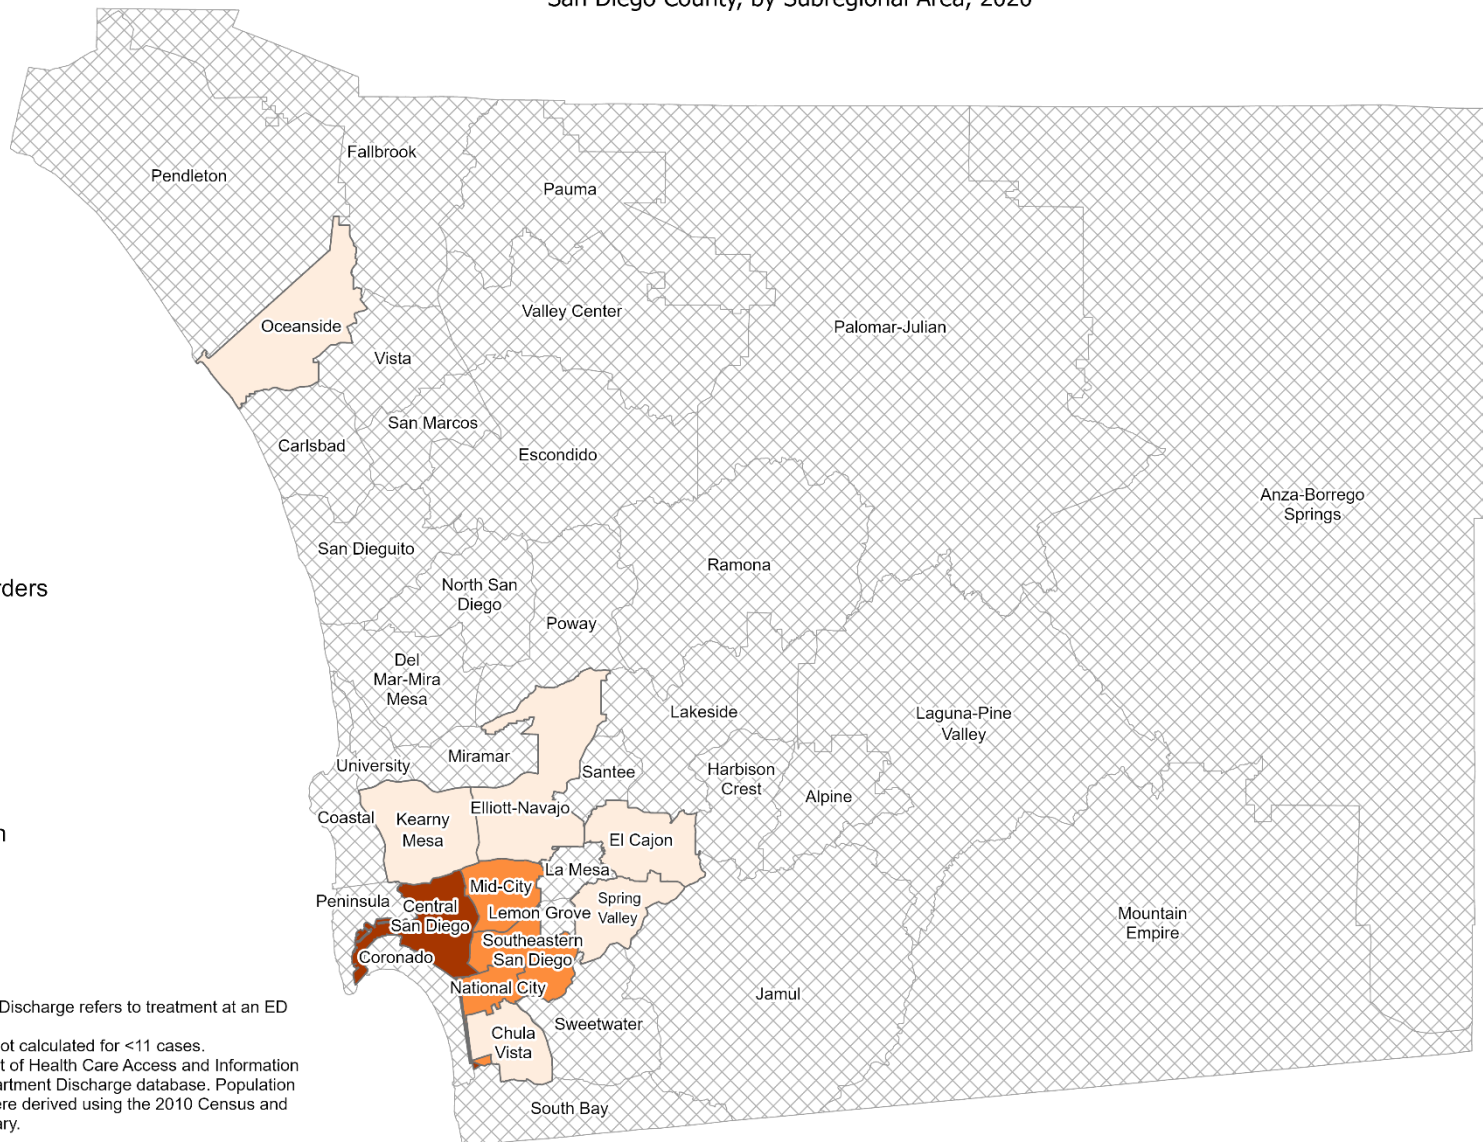 San Diego County, by Subregional Area, 2020
Pendleton
Fallbrook
Pauma
Oceanside
Valley Center
Palomar-Julian
Vista
San Marcos
Carlsbad
Escondido
Anza-Borrego
Springs
San Dieguito
North San
Diego
Ramona
Poway
rders
Del
Mar-Mira
Mesa
Lakeside
Laguna-Pine
Valley
Miramar
University
Santee
Harbison
Crest
Alpine
Elliott-Navajo
Coastal
Kearny
Mesa
El Cajon
n
La Mesa
Mid-City
Peninsula
Central
San Diego
Lemon Grove
Spring
Valley
Mountain
Empire
Southeastern
San Diego
Coronado
National City
Jamul
Sweetwater
Chula
Vista
South Bay
Discharge refers to treatment at an ED
ot calculated for <11 cases.
t of Health Care Access and Information
artment Discharge database. Population
ere derived using the 2010 Census and
ary.